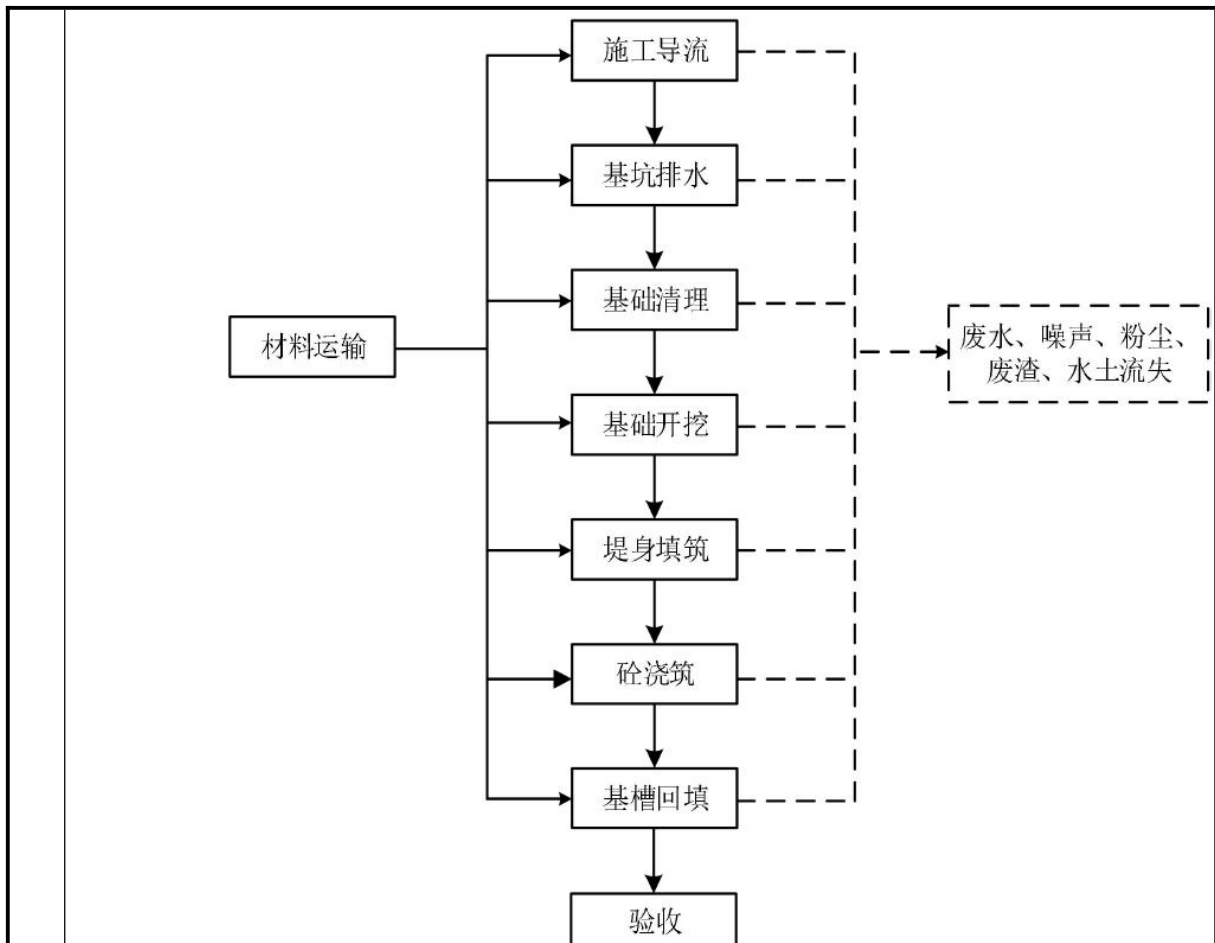 施工导流
基坑排水
基础清理
材料运输
废水、噪声、粉尘、
废渣、水土流失
基础开挖
堤身填筑
砼浇筑
基槽回填
验收